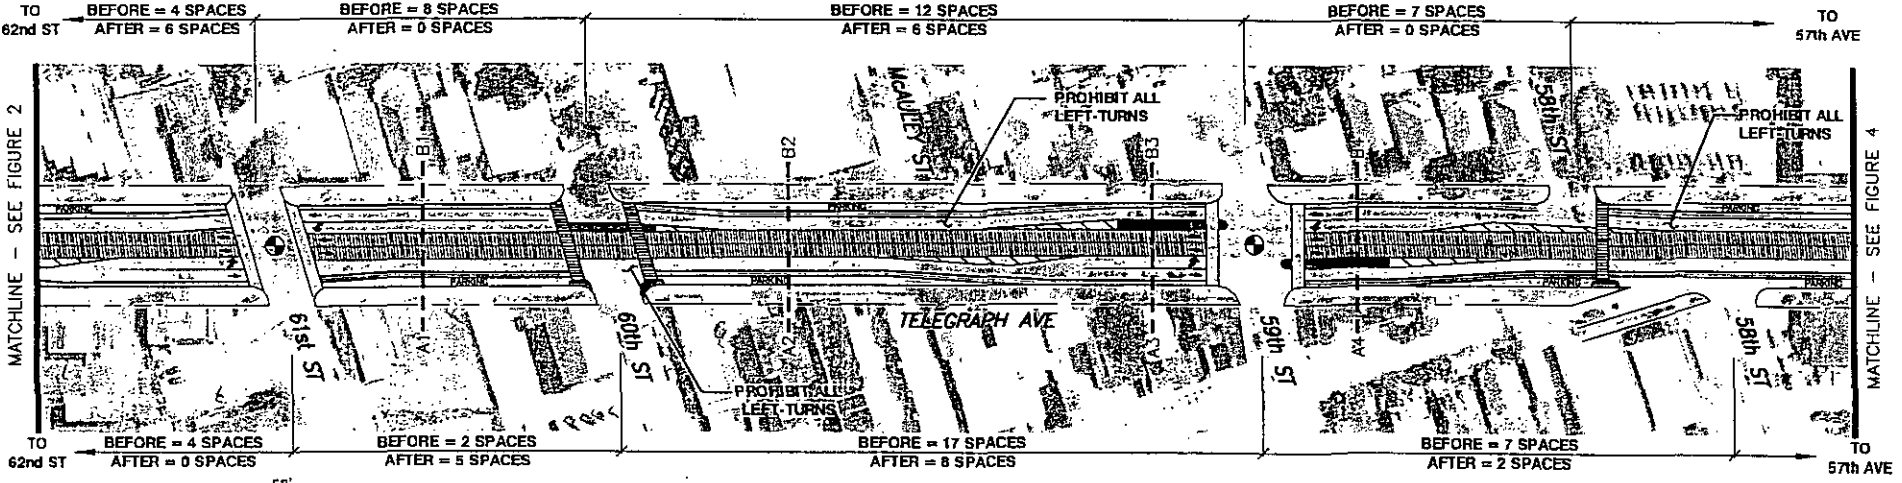 TO
62nd ST
BEFORE = 4 SPACES
AFTER = 6 SPACES
BEFORE = 8 SPACES
AFTER = 0 SPACES
BEFORE = 12 SPACES
AFTER = 6 SPACES
BEFORE = 7 SPACES
AFTER = 0 SPACES
TO
57th AVE
MATCHLINE - SEE FIGURE 2
MCAULEY ST
PROHIBIT ALL
LEFT-TURNS
58th ST
PROHIBIT ALL
LEFT-TURNS
MATCHLINE - SEE FIGURE 4
B1
B2
B3
PARKING
PARKING
PARKING
PARKING
PARKING
PARKING
PARKING
PARKING
TELEGRAPH AVE
61st ST
A1
60th ST
A2
A3
59th ST
A4
58th ST
PROHIBIT ALL
LEFT-TURNS
TO
62nd ST
BEFORE = 4 SPACES
AFTER = 0 SPACES
BEFORE = 2 SPACES
AFTER = 5 SPACES
BEFORE = 17 SPACES
AFTER = 8 SPACES
BEFORE = 7 SPACES
AFTER = 2 SPACES
TO
57th AVE